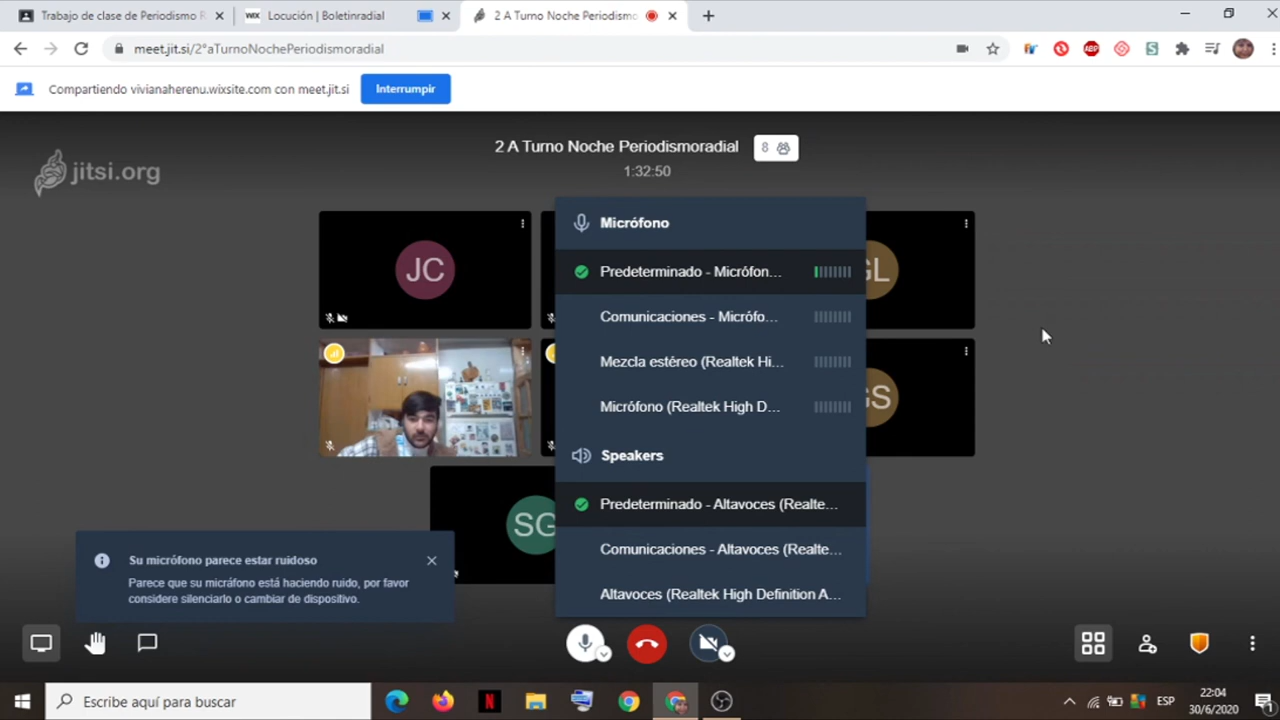 Trabajo de clase de Periodismo R
WIX
Locución | Boletinradial
2 A Turno Noche Periodismo
meet.jit.si/2°aTurnoNochePeriodismoradial
ABP
S
Compartiendo vivianaherenu.wixsite.com con meet.jit.si
Interrumpir
2 A Turno Noche Periodismoradial
8
1:32:50
jitsi.org
JC
GL
Micrófono
Predeterminado - Micrófon...
Comunicaciones - Micrófo...
Mezcla estéreo (Realtek Hi...
Micrófono (Realtek High D...
GS
Speakers
Predeterminado - Altavoces (Realte...
Comunicaciones - Altavoces (Realte...
Altavoces (Realtek High Definition A...
SG
Su micrófono parece estar ruidoso
Parece que su micráfono está haciendo ruido, por favor
considere silenciarlo o cambiar de dispositivo.
Escribe aquí para buscar
N
ESP
22:04
30/6/2020
1